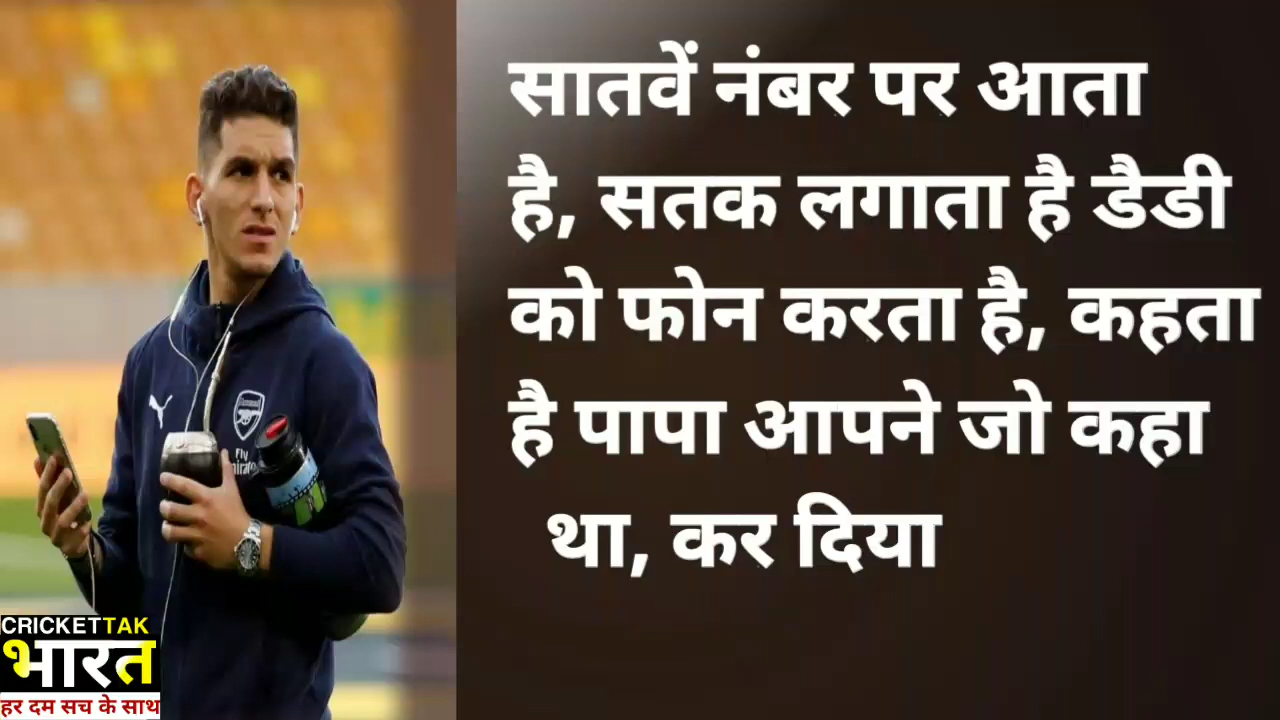 सातवें नंबर पर आता
है, सतक लगाता है डैडी
को फोन करता है, कहता
है पापा आपने जो कहा
था, कर दिया
Fly
Emirates
CRICKETTAK
भारत
हर दम सच के साथ